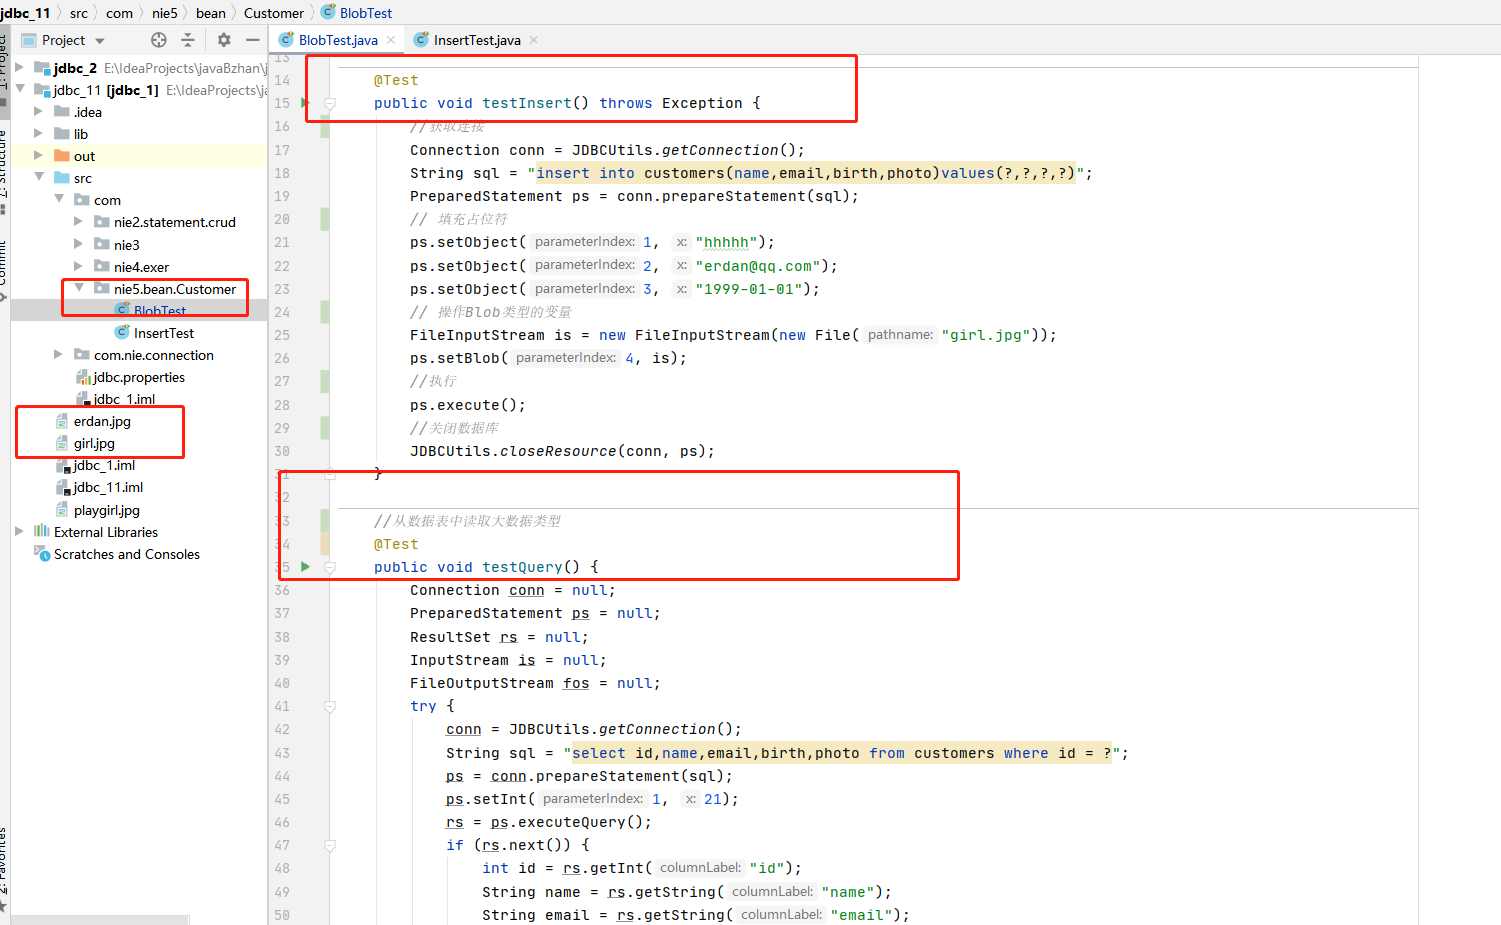 jdbc_11 〉 src 〉 com 〉 nie5 〉 bean 〉 Customer 〉 BlobTest
Project
BlobTest.java
InsertTest.java
1: Project
Z: Structure
Commit
2: Favorites
jdbc_2 E:\IdeaProjects\javaBzhan\j
jdbc_11 [jdbc_1] E:\IdeaProjects\ja
.idea
lib
out
src
com
nie2.statement.crud
nie3
nie4.exer
nie5.bean.Customer
BlobTest
InsertTest
com.nie.connection
jdbc.properties
jdbc_1.iml
erdan.jpg
girl.jpg
jdbc_1.iml
jdbc_11.iml
playgirl.jpg
External Libraries
Scratches and Consoles
13
14 @Test
15 public void testInsert() throws Exception {
16 //获取连接
17 Connection conn = JDBCUtils.getConnection();
18 String sql = "insert into customers(name,email,birth,photo)values(?,?,?,?)";
19 PreparedStatement ps = conn.prepareStatement(sql);
20 // 填充占位符
21 ps.setObject( parameterIndex: 1, x: "hhhhh");
22 ps.setObject( parameterIndex: 2, x: "erdan@qq.com");
23 ps.setObject( parameterIndex: 3, x: "1999-01-01");
24 // 操作Blob类型的变量
25 FileInputStream is = new FileInputStream(new File( pathname: "girl.jpg"));
26 ps.setBlob( parameterIndex: 4, is);
27 //执行
28 ps.execute();
29 //关闭数据库
30 JDBCUtils.closeResource(conn, ps);
31 }
32
33 //从数据表中读取大数据类型
34 @Test
35 public void testQuery() {
36 Connection conn = null;
37 PreparedStatement ps = null;
38 ResultSet rs = null;
39 InputStream is = null;
40 FileOutputStream fos = null;
41 try {
42 conn = JDBCUtils.getConnection();
43 String sql = "select id,name,email,birth,photo from customers where id = ?";
44 ps = conn.prepareStatement(sql);
45 ps.setInt( parameterIndex: 1, x: 21);
46 rs = ps.executeQuery();
47 if (rs.next()) {
48 int id = rs.getInt( columnLabel: "id");
49 String name = rs.getString( columnLabel: "name");
50 String email = rs.getString( columnLabel: "email");